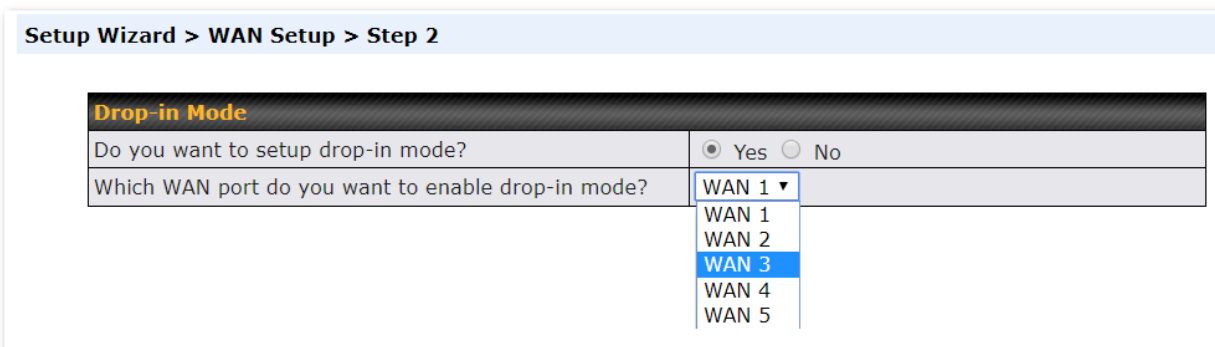 Setup Wizard > WAN Setup > Step 2
Drop-in Mode
Do you want to setup drop-in mode? Yes No
Which WAN port do you want to enable drop-in mode? WAN 1
WAN 1
WAN 2
WAN 3
WAN 4
WAN 5